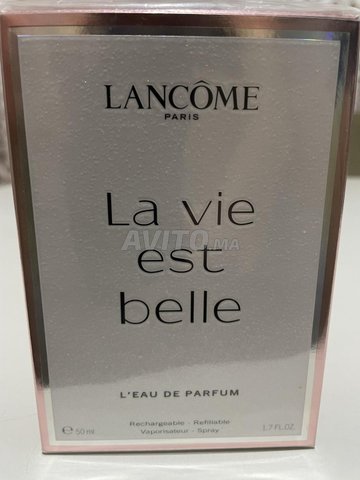 LANCÔME
PARIS
La vie
AVITO.MA
est
belle
L'EAU DE PARFUM
Rechargeable - Refillable
℮ 50 ml
Vaporisateur - Spray
1.7 FL.OZ.